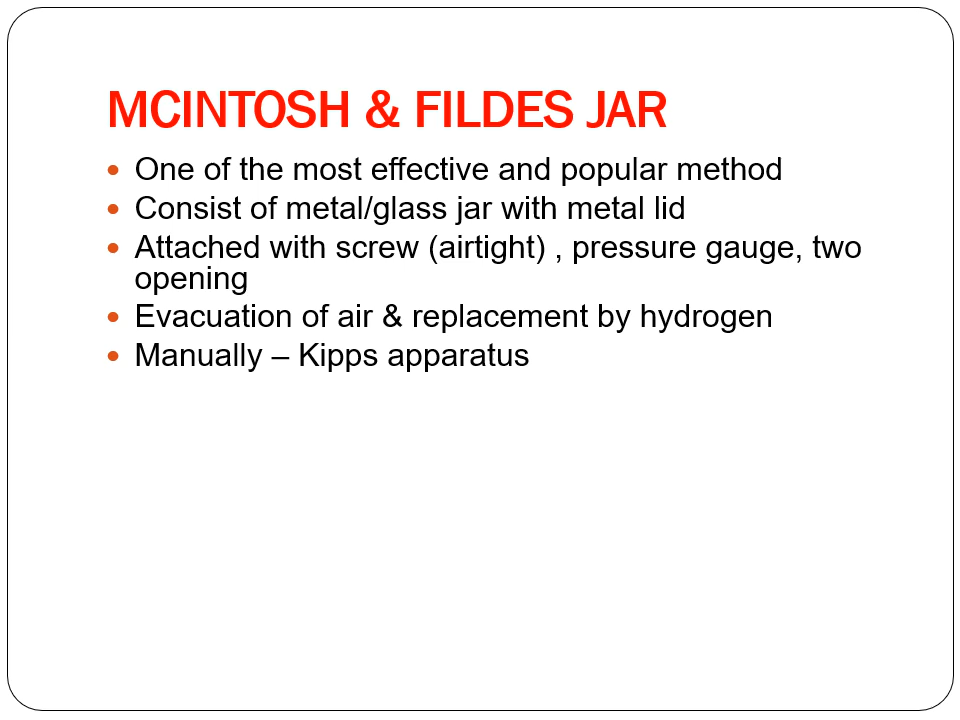 MCINTOSH & FILDES JAR
• One of the most effective and popular method
• Consist of metal/glass jar with metal lid
• Attached with screw (airtight) , pressure gauge, two
opening
• Evacuation of air & replacement by hydrogen
• Manually – Kipps apparatus